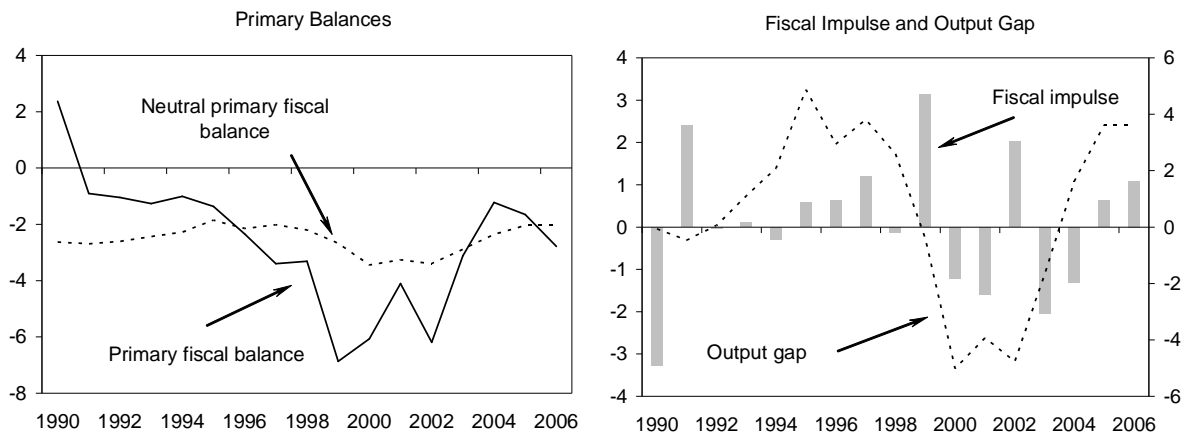 Primary Balances
4
2
0
-2
-4
-6
-8
Neutral primary fiscal
balance
Primary fiscal balance
1990 1992 1994 1996 1998 2000 2002 2004 2006
Fiscal Impulse and Output Gap
4
3
2
1
0
-1
-2
-3
-4
Fiscal impulse
Output gap
6
4
2
0
-2
-4
-6
1990 1992 1994 1996 1998 2000 2002 2004 2006